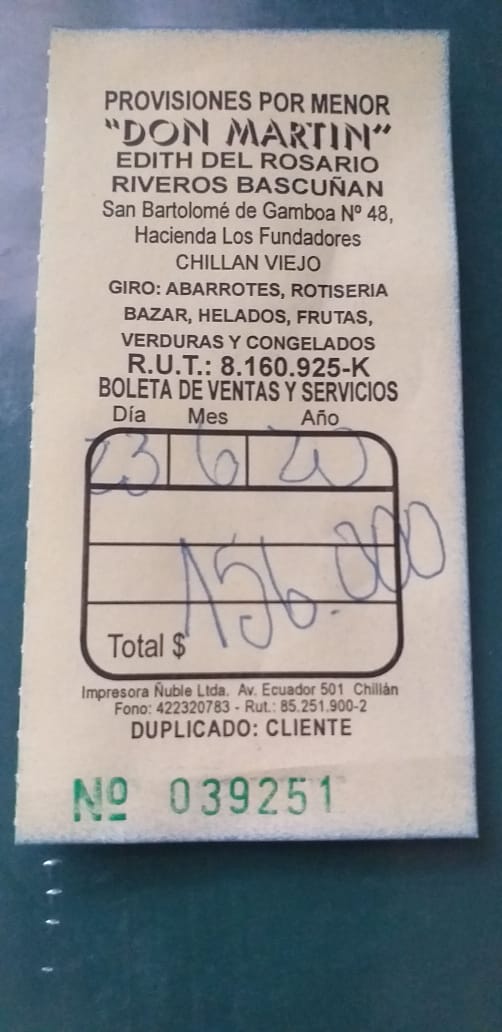 PROVISIONES POR MENOR
"DON MARTIN"
EDITH DEL ROSARIO
RIVEROS BASCUÑAN
San Bartolomé de Gamboa Nº 48,
Hacienda Los Fundadores
CHILLAN VIEJO
GIRO: ABARROTES, ROTISERIA
BAZAR, HELADOS, FRUTAS,
VERDURAS Y CONGELADOS
R.U.T.: 8.160.925-K
BOLETA DE VENTAS Y SERVICIOS
Día Mes Año
23 6 20
156.000
Total $
Impresora Ñuble Ltda. Av. Ecuador 501 Chillán
Fono: 422320783 - Rut.: 85.251.900-2
DUPLICADO: CLIENTE
Nº 039251